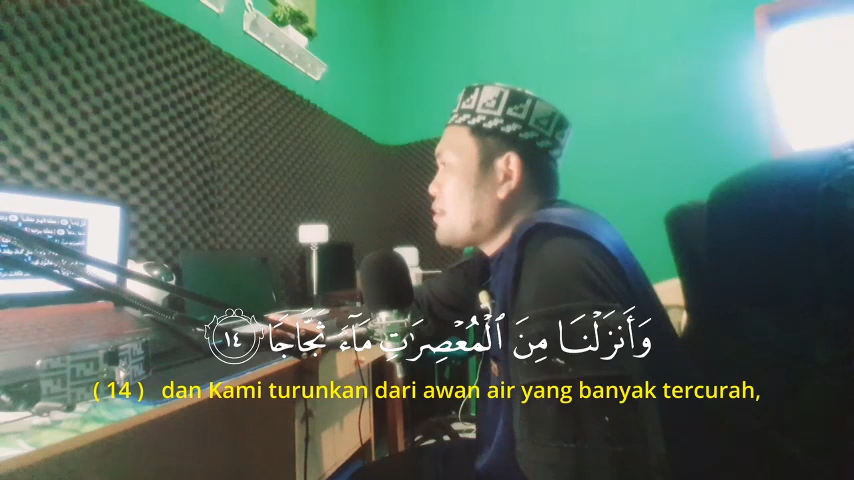 وَأَنزَلْنَا مِنَ ٱلْمُعْصِرَٰتِ مَآءً ثَجَّاجًا ١٤
( 14 ) dan Kami turunkan dari awan air yang banyak tercurah,